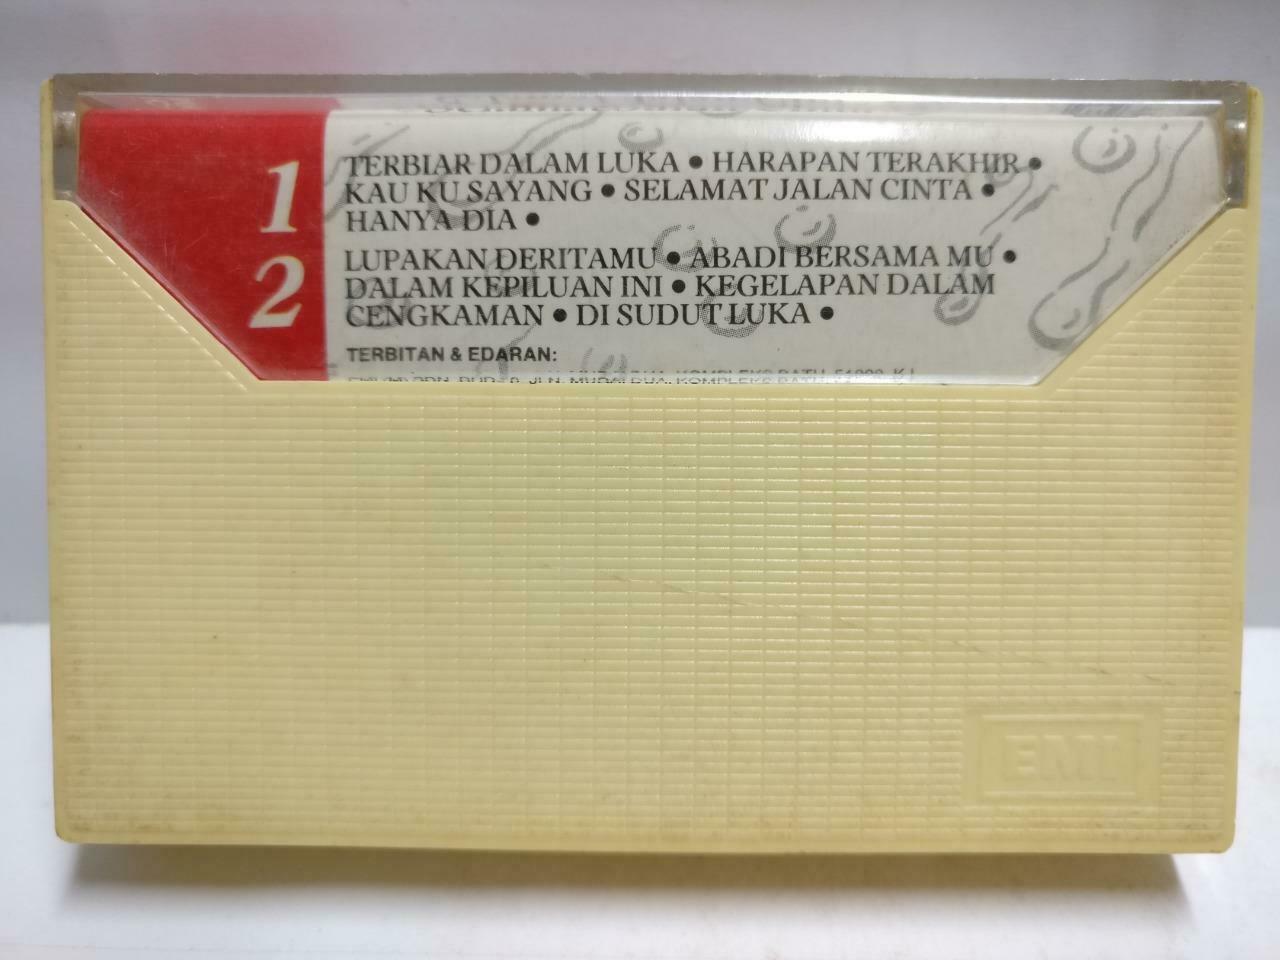 1
TERBIAR DALAM LUKA • HARAPAN TERAKHIR •
KAU KU SAYANG • SELAMAT JALAN CINTA •
HANYA DIA •
2
LUPAKAN DERITAMU • ABADI BERSAMA MU •
DALAM KEPILUAN INI • KEGELAPAN DALAM
CENGKAMAN • DI SUDUT LUKA •
TERBITAN & EDARAN:
EMI